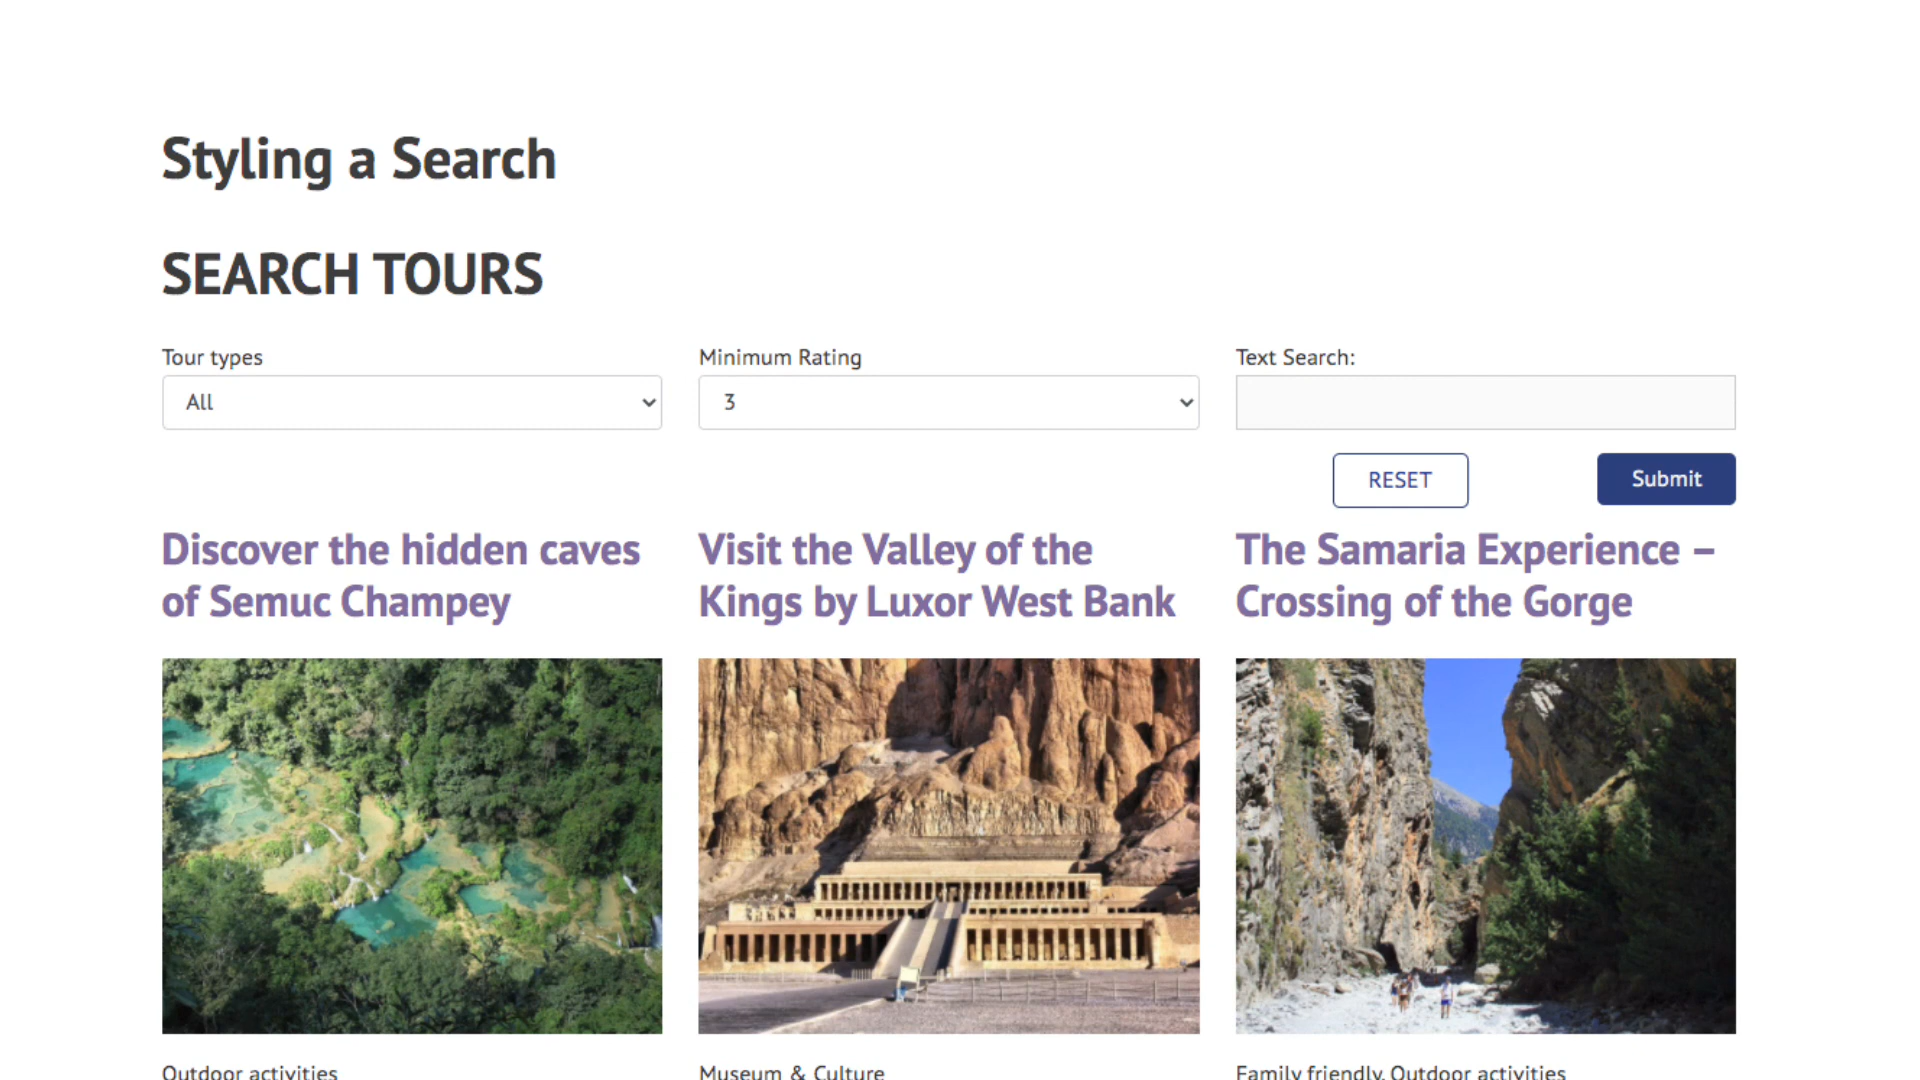 Styling a Search
SEARCH TOURS
Tour types
Minimum Rating
Text Search:
All
3
RESET
Submit
Discover the hidden caves
of Semuc Champey
Visit the Valley of the
Kings by Luxor West Bank
The Samaria Experience –
Crossing of the Gorge
Outdoor activities
Museum & Culture
Family friendly, Outdoor activities